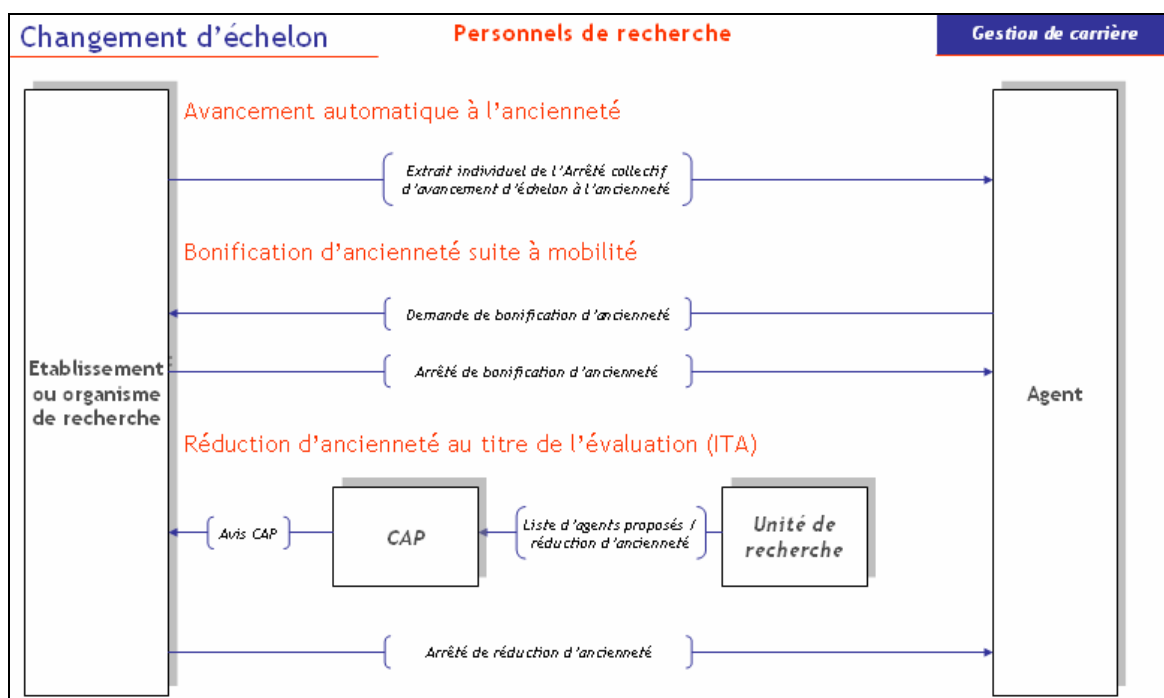 Changement d'échelon
Personnels de recherche
Gestion de carrière
Avancement automatique à l'ancienneté
Extrait individuel de l'Arrêté collectif
d'avancement d'échelon à l'ancienneté
Bonification d'ancienneté suite à mobilité
Demande de bonification d'ancienneté
Arrêté de bonification d'ancienneté
Etablissement
ou organisme
de recherche
Agent
Réduction d'ancienneté au titre de l'évaluation (ITA)
Avis CAP
CAP
Liste d'agents proposés /
réduction d'ancienneté
Unité de
recherche
Arrêté de réduction d'ancienneté